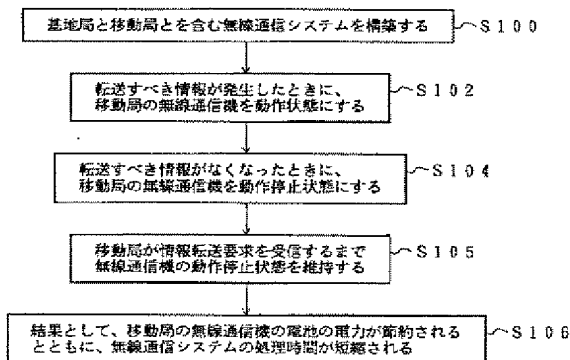 基地局と移動局とを含む無線通信システムを構築する
S100
転送すべき情報が発生したときに、
移動局の無線通信機を動作状態にする
S102
転送すべき情報がなくなったときに、
移動局の無線通信機を動作停止状態にする
S104
移動局が情報転送要求を受信するまで
無線通信機の動作停止状態を維持する
S105
結果として、移動局の無線通信機の電池の電力が節約される
とともに、無線通信システムの処理時間が短縮される
S106